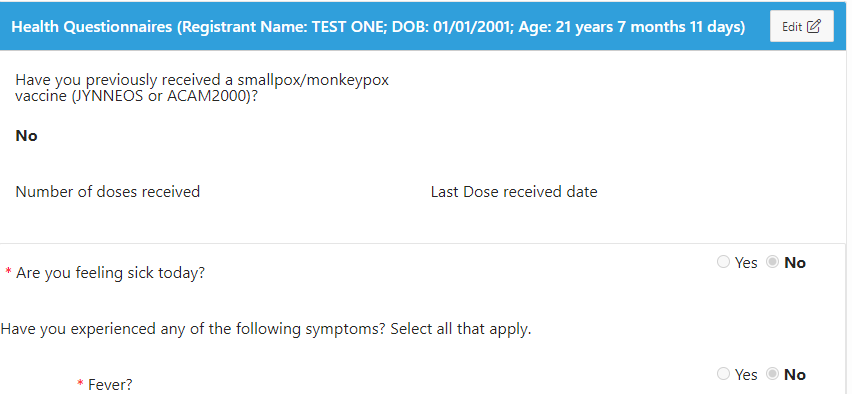 Health Questionnaires (Registrant Name: TEST ONE; DOB: 01/01/2001; Age: 21 years 7 months 11 days) Edit
Have you previously received a smallpox/monkeypox
vaccine (JYNNEOS or ACAM2000)?
No
Number of doses received Last Dose received date
* Are you feeling sick today? Yes No
Have you experienced any of the following symptoms? Select all that apply.
* Fever? Yes No